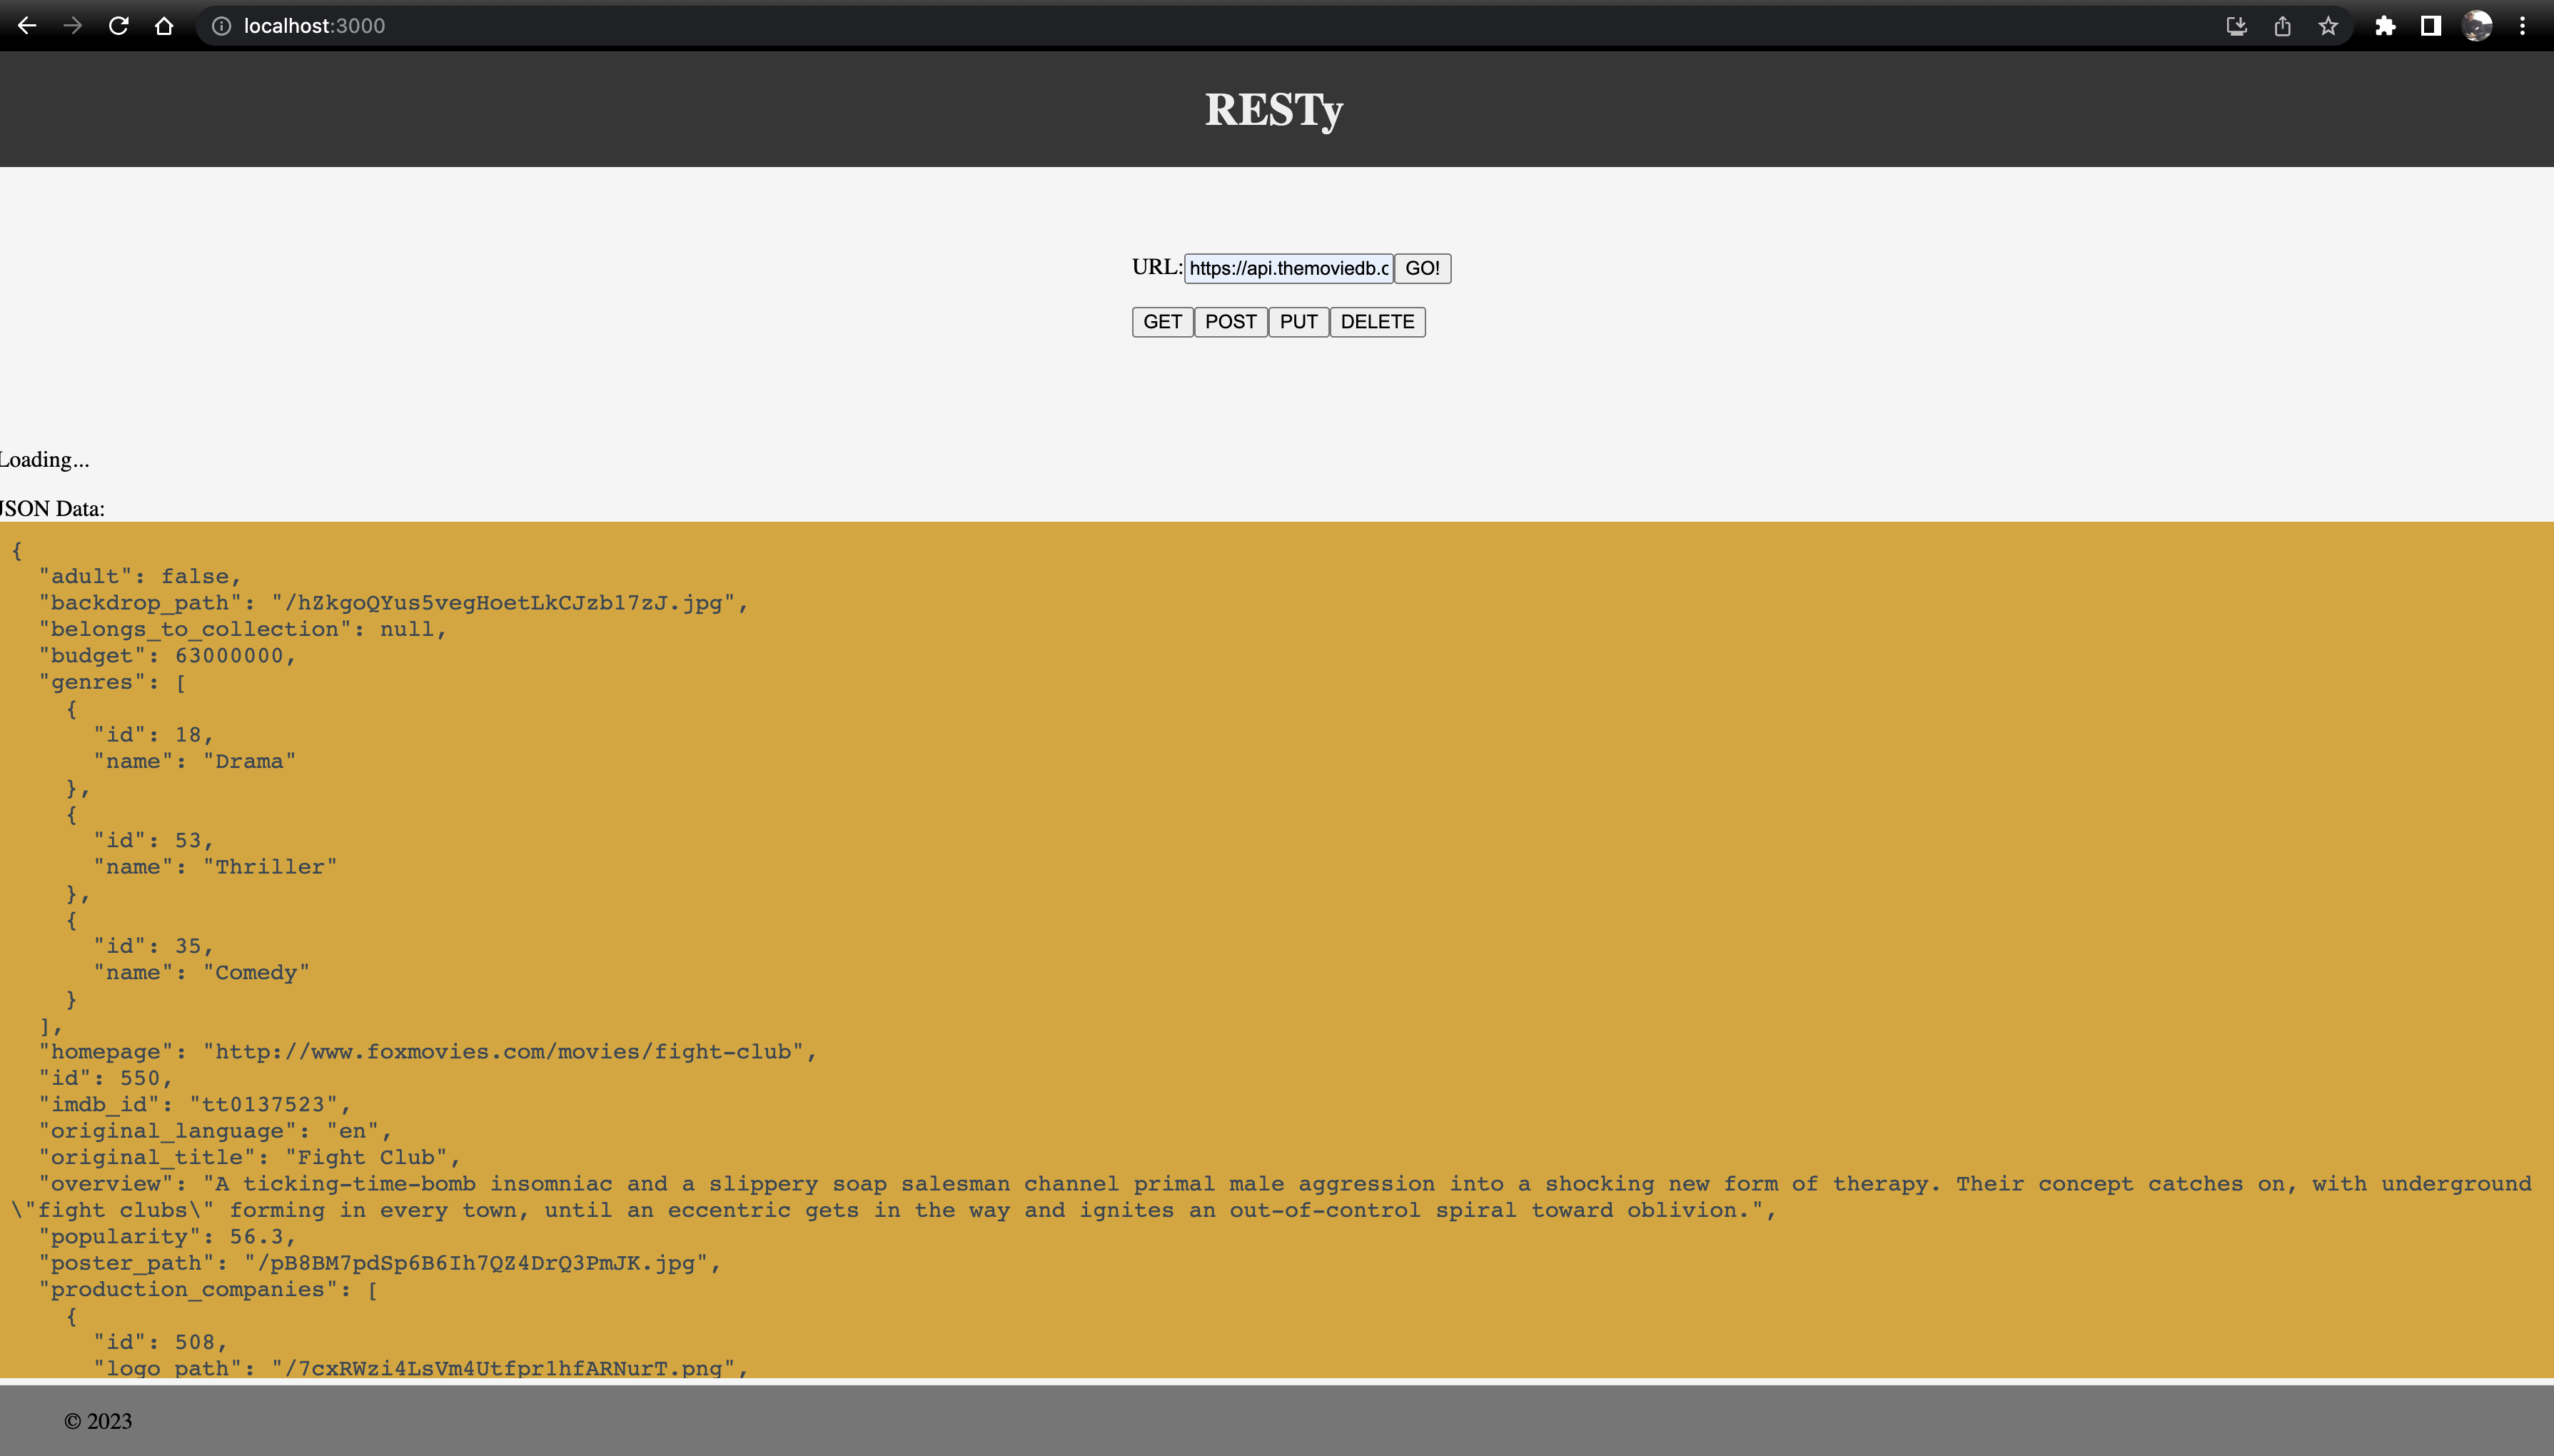 localhost:3000
RESTy
URL: https://api.themoviedb.c GO!
GET POST PUT DELETE
Loading...
JSON Data:
{
  "adult": false,
  "backdrop_path": "/hZkgoQYus5vegHoetLkCJzb17zJ.jpg",
  "belongs_to_collection": null,
  "budget": 63000000,
  "genres": [
    {
      "id": 18,
      "name": "Drama"
    },
    {
      "id": 53,
      "name": "Thriller"
    },
    {
      "id": 35,
      "name": "Comedy"
    }
  ],
  "homepage": "http://www.foxmovies.com/movies/fight-club",
  "id": 550,
  "imdb_id": "tt0137523",
  "original_language": "en",
  "original_title": "Fight Club",
  "overview": "A ticking-time-bomb insomniac and a slippery soap salesman channel primal male aggression into a shocking new form of therapy. Their concept catches on, with underground
\"fight clubs\" forming in every town, until an eccentric gets in the way and ignites an out-of-control spiral toward oblivion.",
  "popularity": 56.3,
  "poster_path": "/pB8BM7pdSp6B6Ih7QZ4DrQ3PmJK.jpg",
  "production_companies": [
    {
      "id": 508,
      "logo_path": "/7cxRWzi4LsVm4Utfpr1hfARNurT.png",
© 2023